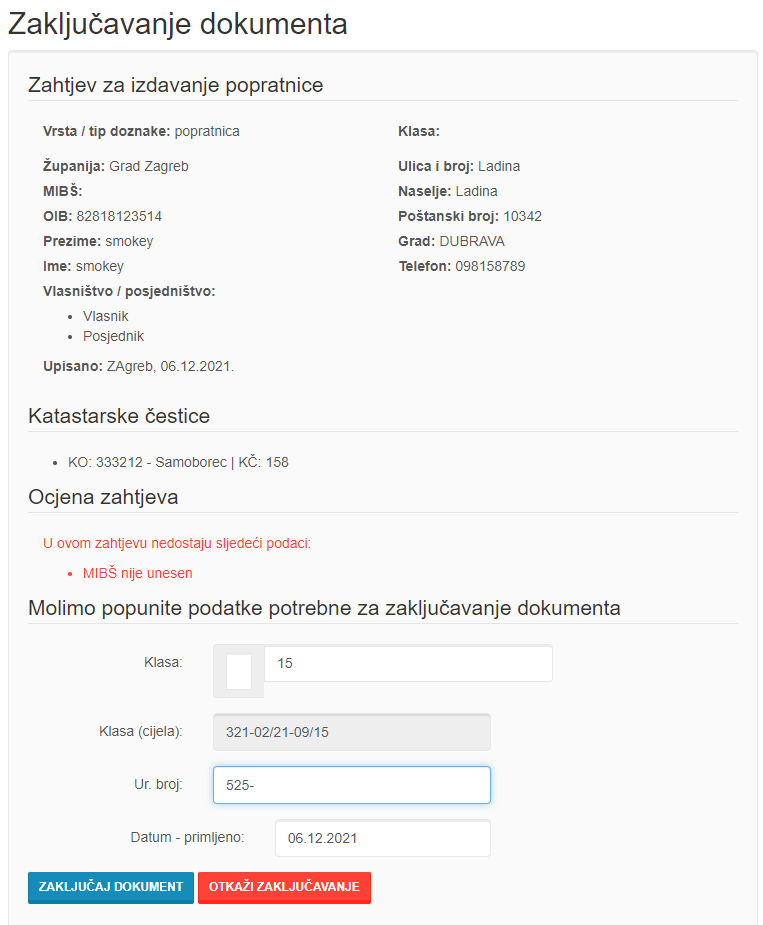 Zaključavanje dokumenta
Zahtjev za izdavanje popratnice
Vrsta / tip doznake: popratnica
Klasa:
Županija: Grad Zagreb
Ulica i broj: Ladina
MIBŠ:
Naselje: Ladina
OIB: 82818123514
Poštanski broj: 10342
Prezime: smokey
Grad: DUBRAVA
Ime: smokey
Telefon: 098158789
Vlasništvo / posjedništvo:
• Vlasnik
• Posjednik
Upisano: ZAgreb, 06.12.2021.
Katastarske čestice
• KO: 333212 - Samoborec | KČ: 158
Ocjena zahtjeva
U ovom zahtjevu nedostaju sljedeći podaci:
• MIBŠ nije unesen
Molimo popunite podatke potrebne za zaključavanje dokumenta
Klasa: 15
Klasa (cijela): 321-02/21-09/15
Ur. broj: 525-
Datum - primljeno: 06.12.2021
ZAKLJUČAJ DOKUMENT OTKAŽI ZAKLJUČAVANJE